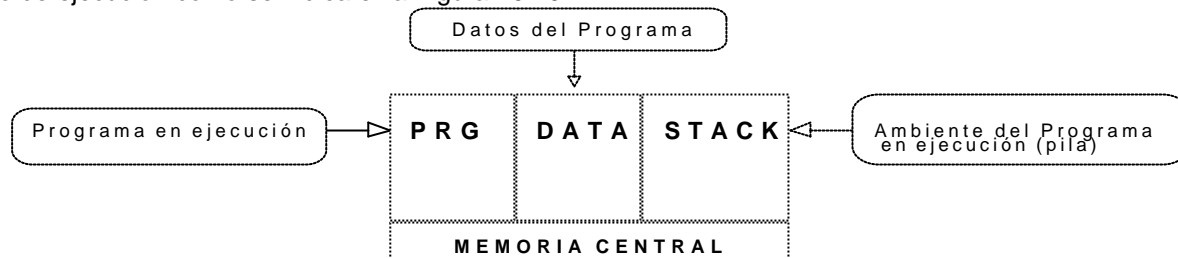 Datos del Programa
Programa en ejecución
PRG DATA STACK
Ambiente del Programa
en ejecución (pila)
MEMORIA CENTRAL